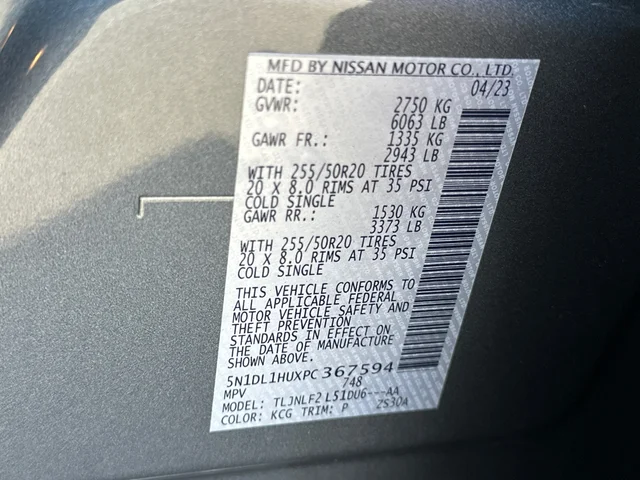 MFD BY NISSAN MOTOR CO., LTD.
DATE: 04/23
GVWR: 2750 KG
6063 LB
GAWR FR.: 1335 KG
2943 LB
WITH 255/50R20 TIRES
20 X 8.0 RIMS AT 35 PSI
COLD SINGLE
GAWR RR.: 1530 KG
3373 LB
WITH 255/50R20 TIRES
20 X 8.0 RIMS AT 35 PSI
COLD SINGLE
THIS VEHICLE CONFORMS TO
ALL APPLICABLE FEDERAL
MOTOR VEHICLE SAFETY AND
THEFT PREVENTION
STANDARDS IN EFFECT ON
THE DATE OF MANUFACTURE
SHOWN ABOVE.
5N1DL1HUXPC367594
MPV 748
MODEL: TLJNLF2 L51DU6---AA
COLOR: KCG TRIM: P ZS30A